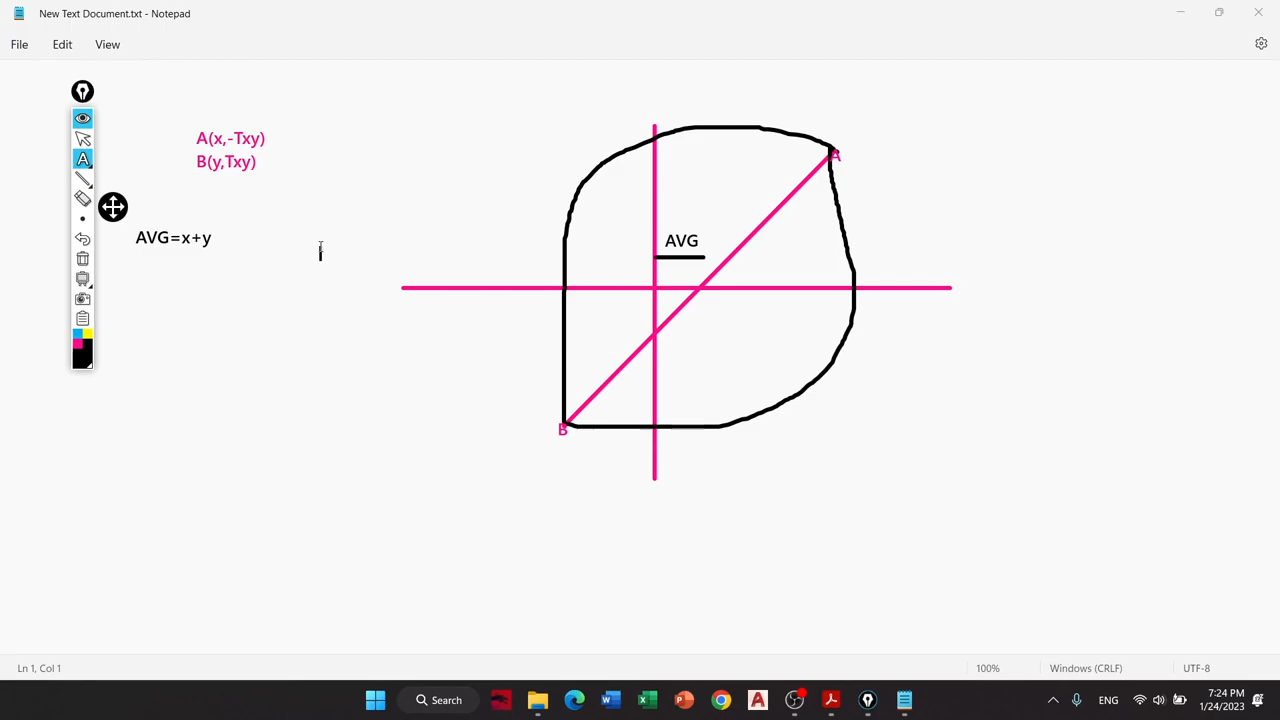 New Text Document.txt - Notepad
File Edit View
A(x,-Txy)
B(y,Txy)
A
AVG=x+y
AVG
B
Ln 1, Col 1
100%
Windows (CRLF)
UTF-8
Search
ENG
7:24 PM
1/24/2023